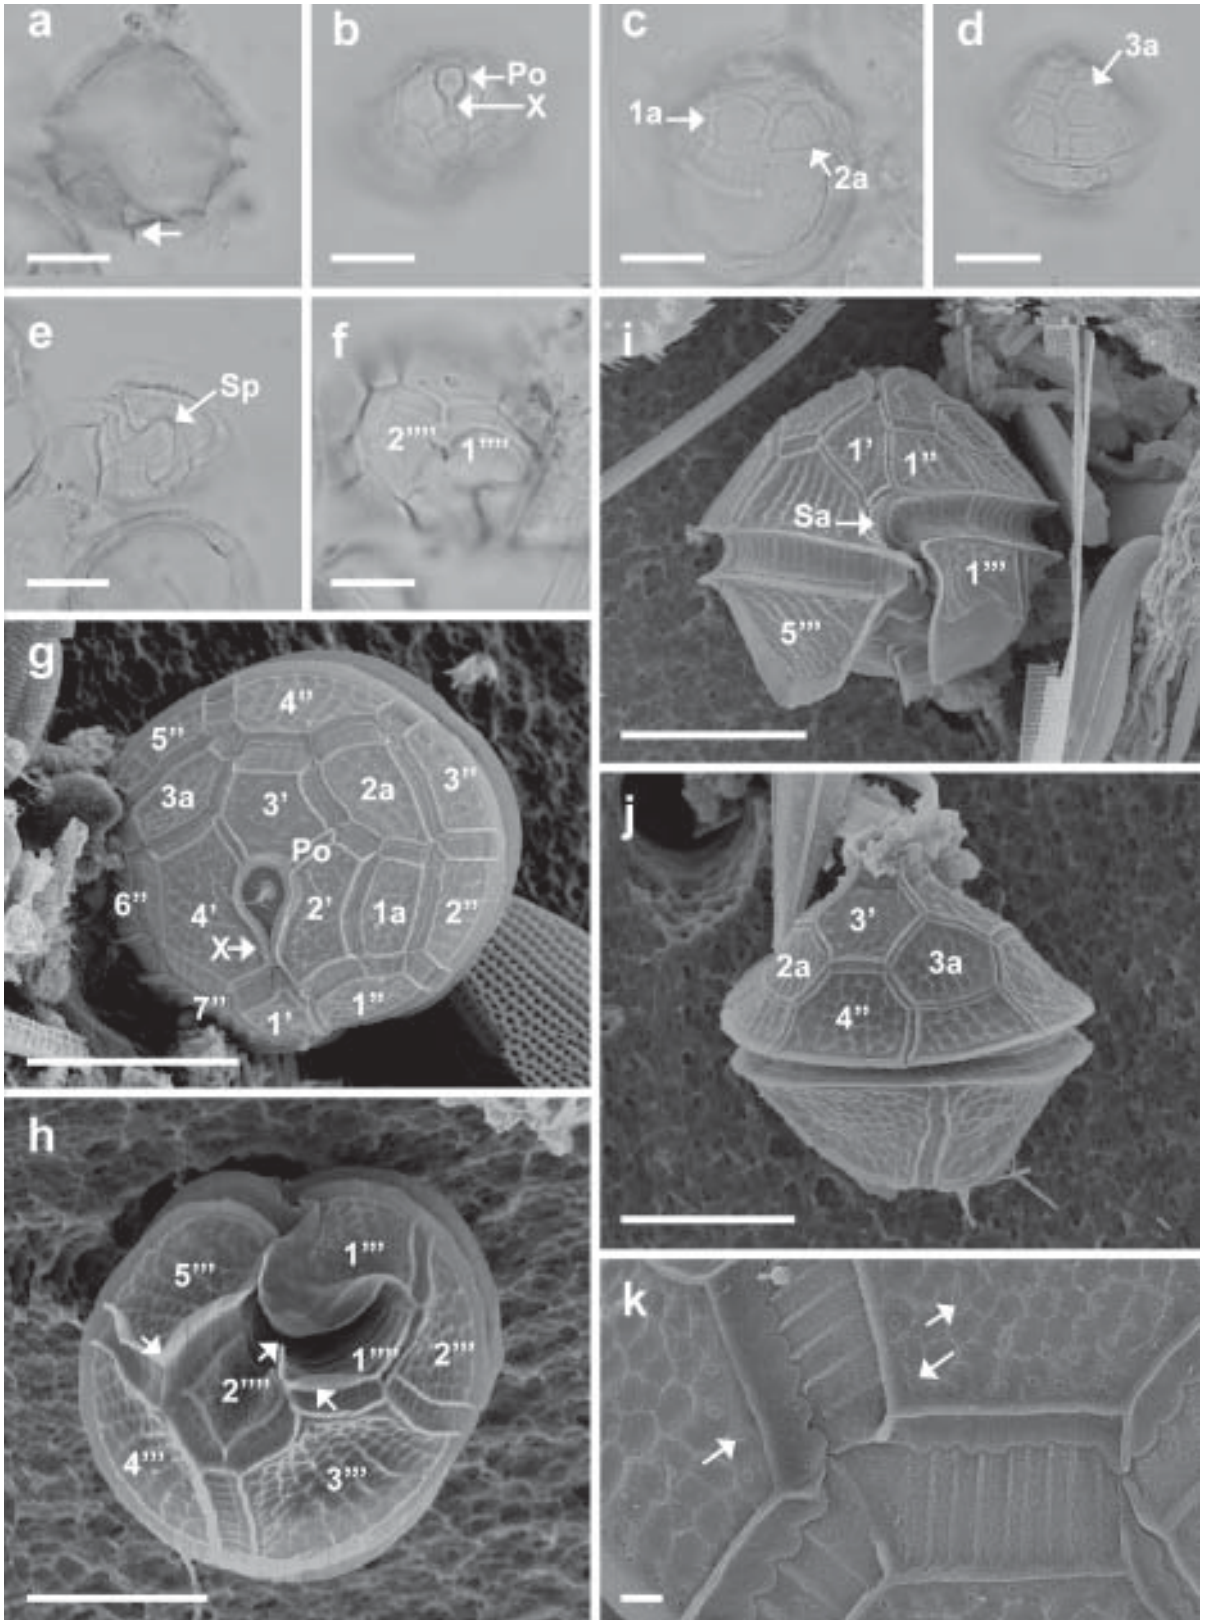 a
b
Po
X
c
1a
2a
d
3a
e
Sp
f
2''''
1''''
i
1’
1”
Sa
1’’’
5’’’
g
4”
5”
3a
3’
2a
3”
Po
6”
4’
2’
1a
2”
X
7”
1’
1”
j
3’
2a
3a
4”
h
1’’’
5’’’
1’’’’
2’’’
2’’’’
4’’’
3’’’
k